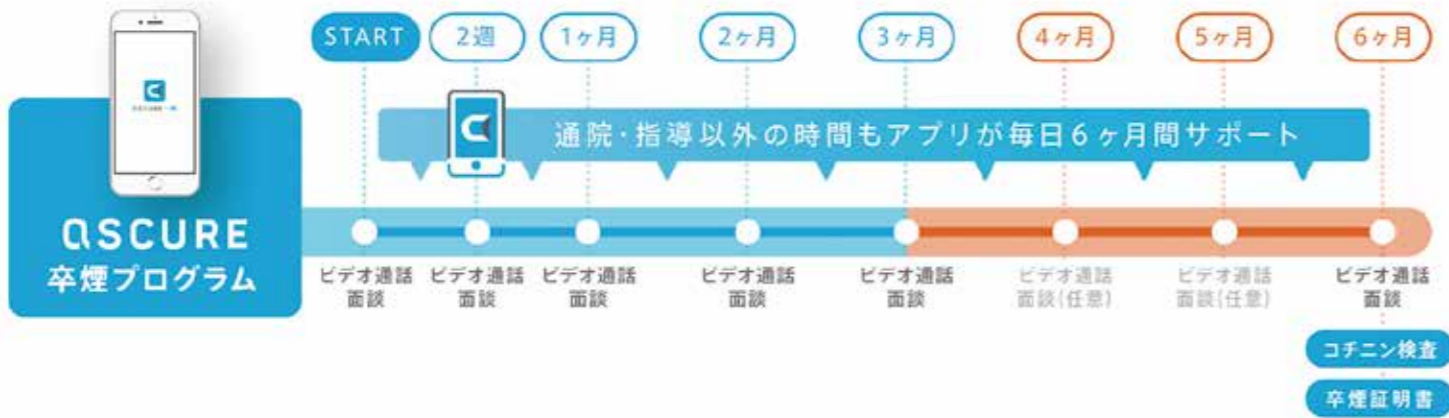 START
2週
1ヶ月
2ヶ月
3ヶ月
4ヶ月
5ヶ月
6ヶ月
通院・指導以外の時間もアプリが毎日6ヶ月間サポート
ascure
卒煙プログラム
ビデオ通話
面談
ビデオ通話
面談
ビデオ通話
面談
ビデオ通話
面談
ビデオ通話
面談
ビデオ通話
面談(任意)
ビデオ通話
面談(任意)
ビデオ通話
面談
コチニン検査
卒煙証明書